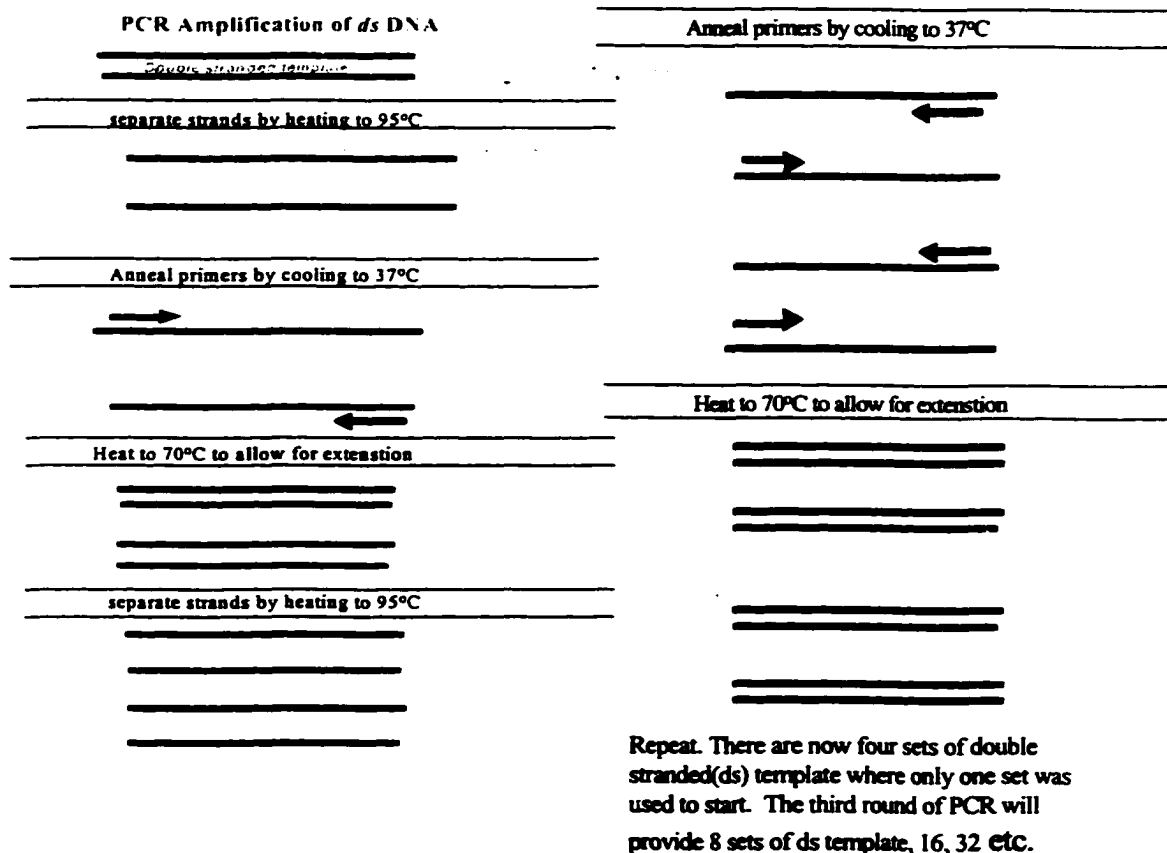 PCR Amplification of ds DNA
Double stranded template
separate strands by heating to 95°C
Anneal primers by cooling to 37°C
Heat to 70°C to allow for extenstion
separate strands by heating to 95°C
Anneal primers by cooling to 37°C
Heat to 70°C to allow for extenstion
Repeat. There are now four sets of double
stranded(ds) template where only one set was
used to start. The third round of PCR will
provide 8 sets of ds template, 16, 32 etc.